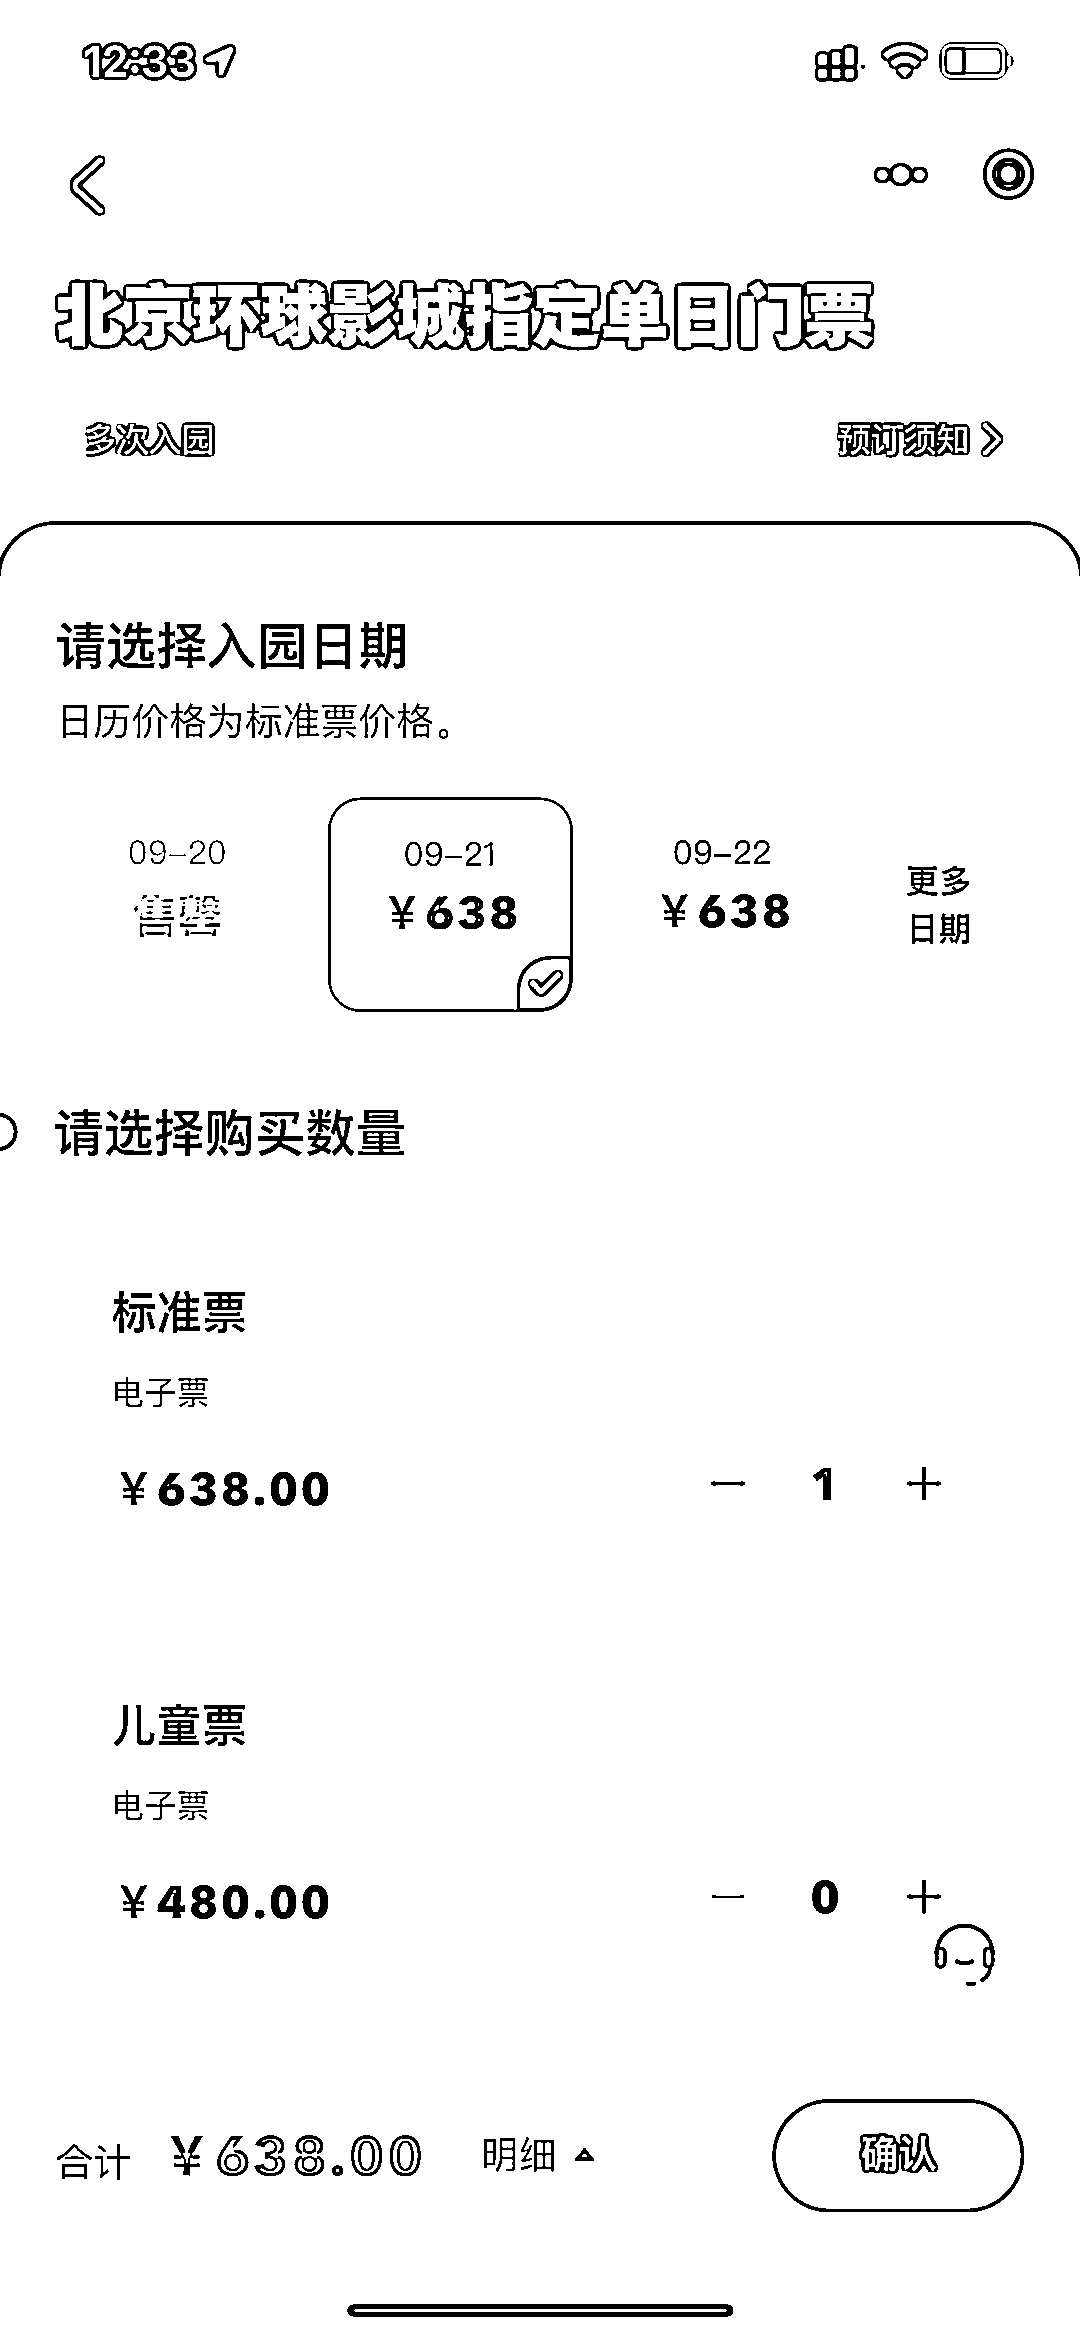 12:33
北京环球影城指定单日门票
多次入园 预订须知
请选择入园日期
日历价格为标准票价格。
09-20 09-21 09-22 更多
售罄 ¥638 ¥638 日期
请选择购买数量
标准票
电子票
¥638.00 1
儿童票
电子票
¥480.00 0
合计 ¥638.00 明细 确认